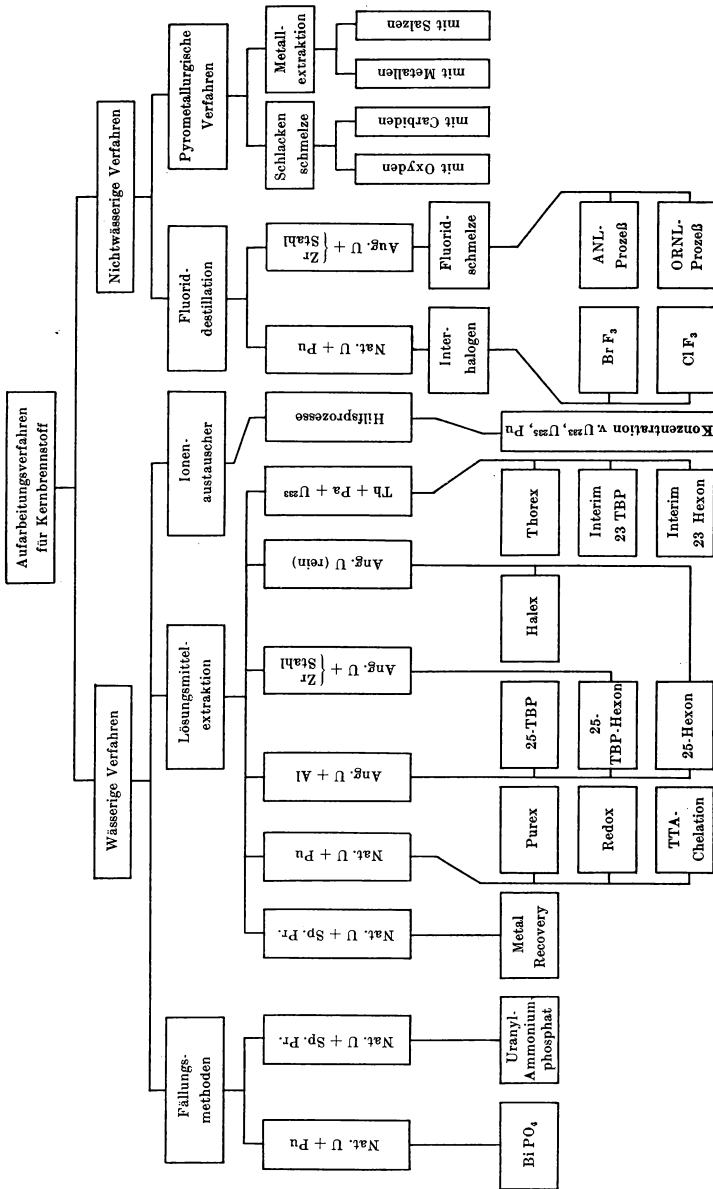 Aufarbeitungsverfahren
für Kernbrennstoff
Wässerige Verfahren
Nichtwässerige Verfahren
Fällungs-
methoden
Lösungsmittel-
extraktion
Ionen-
austauscher
Fluorid-
destillation
Pyrometallurgische
Verfahren
Nat. U + Pu
Nat. U + Sp. Pr.
Nat. U + Sp. Pr.
Nat. U + Pu
Ang. U + Al
Ang. U + { Zr
Stahl
Ang. U (rein)
Th + Pa + U²³³
Hilfsprozesse
Nat. U + Pu
Aug. U + { Zr
Stahl
Schlacken
schmelze
Metall-
extraktion
mit Oxyden
mit Carbiden
mit Metallen
mit Salzen
Inter-
halogen
Fluorid-
schmelze
BiPO₄
Uranyl-
Ammonium-
phosphat
Metal
Recovery
Purex
25-TBP
Halex
Thorex
Konzentration v. U²³³, U²³⁵, Pu
Br F₃
ANL-
Prozeß
Redox
25-
TBP-Hexon
Interim
23 TBP
Cl F₃
ORNL-
Prozeß
TTA-
Chelation
25-Hexon
Interim
23 Hexon